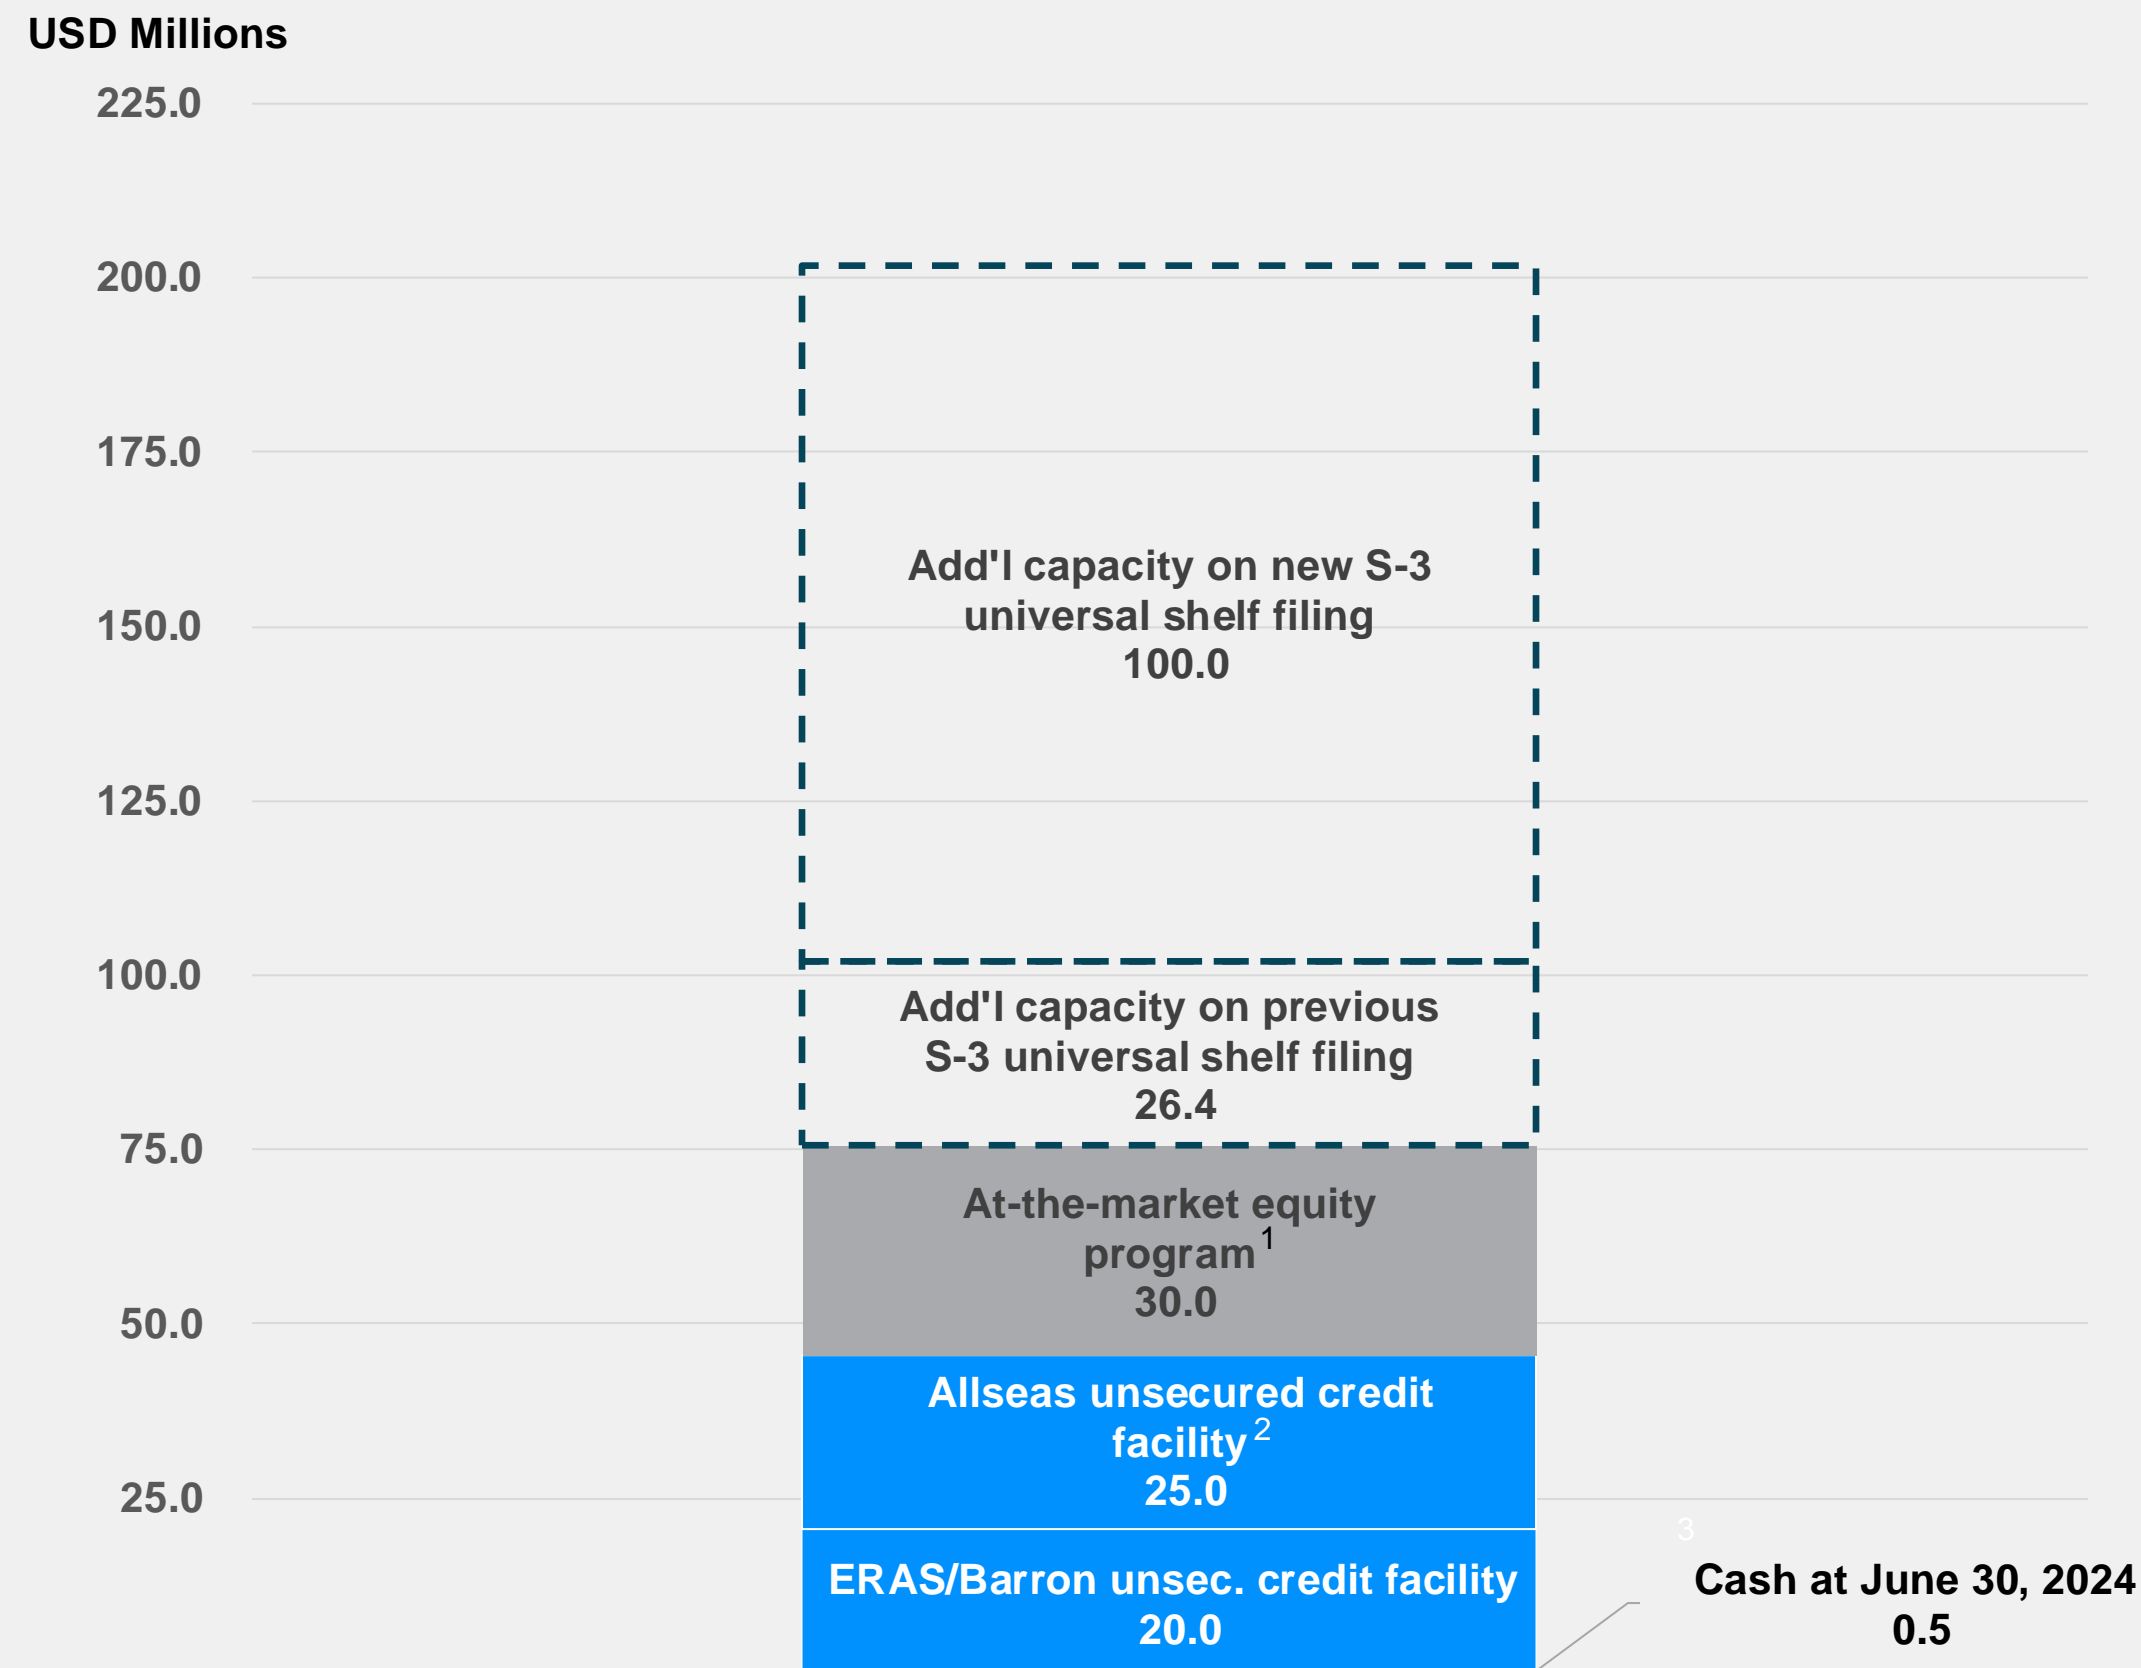 USD Millions
225.0
200.0
175.0
Add'l capacity on new S-3
universal shelf filing
150.0
100.0
125.0
100.0
Add'l capacity on previous
S-3 universal shelf filing
26.4
75.0
At-the-market equity
program 1
30.0
50.0
Allseas unsecured credit
facility 2
25.0
25.0
3
ERAS/Barron unsec. credit facility
20.0
Cash at June 30, 2024
0.5